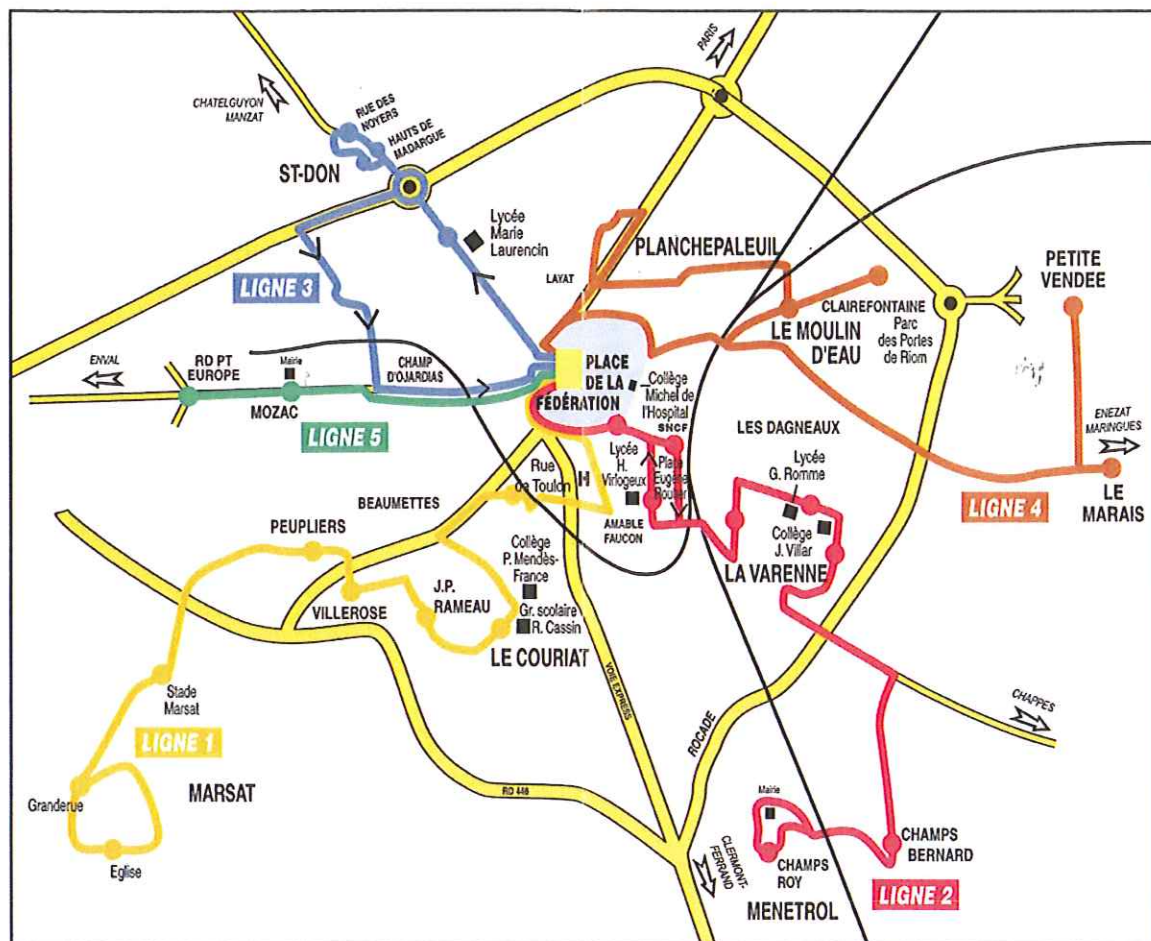 PARIS
CHATELGUYON
MANZAT
RUE DES
NOYERS
HAUTS DE
MADARGUE
ST-DON
Lycée
Marie
Laurencin
LIGNE 3
LAYAT
PLANCHEPALEUIL
PETITE
VENDEE
CLAIREFONTAINE
LE MOULIN
D'EAU
Parc
des Portes
de Riom
ENVAL
RD PT
EUROPE
Mairie
MOZAC
CHAMP
D'OJARDIAS
LIGNE 5
PLACE
DE LA
FÉDÉRATION
Collège
Michel de
l'Hospital
SNCF
LES DAGNEAUX
Lycée
G. Romme
ENEZAT
MARINGUES
LIGNE 4
LE
MARAIS
Rue
de Toulon
H
Lycée
H.
Virlogeux
Place
Eugène
Rouher
AMABLE
FAUCON
Collège
J. Villar
LA VARENNE
BEAUMETTES
PEUPLIERS
VILLEROSE
J.P.
RAMEAU
Collège
P. Mendès-
France
Gr. scolaire
R. Cassin
LE COURIAT
Stade
Marsat
LIGNE 1
MARSAT
Granderue
Eglise
VOIE EXPRESS
ROCADE
RD 446
CHAPPES
CLERMONT-
FERRAND
Mairie
CHAMPS
ROY
MENETROL
CHAMPS
BERNARD
LIGNE 2